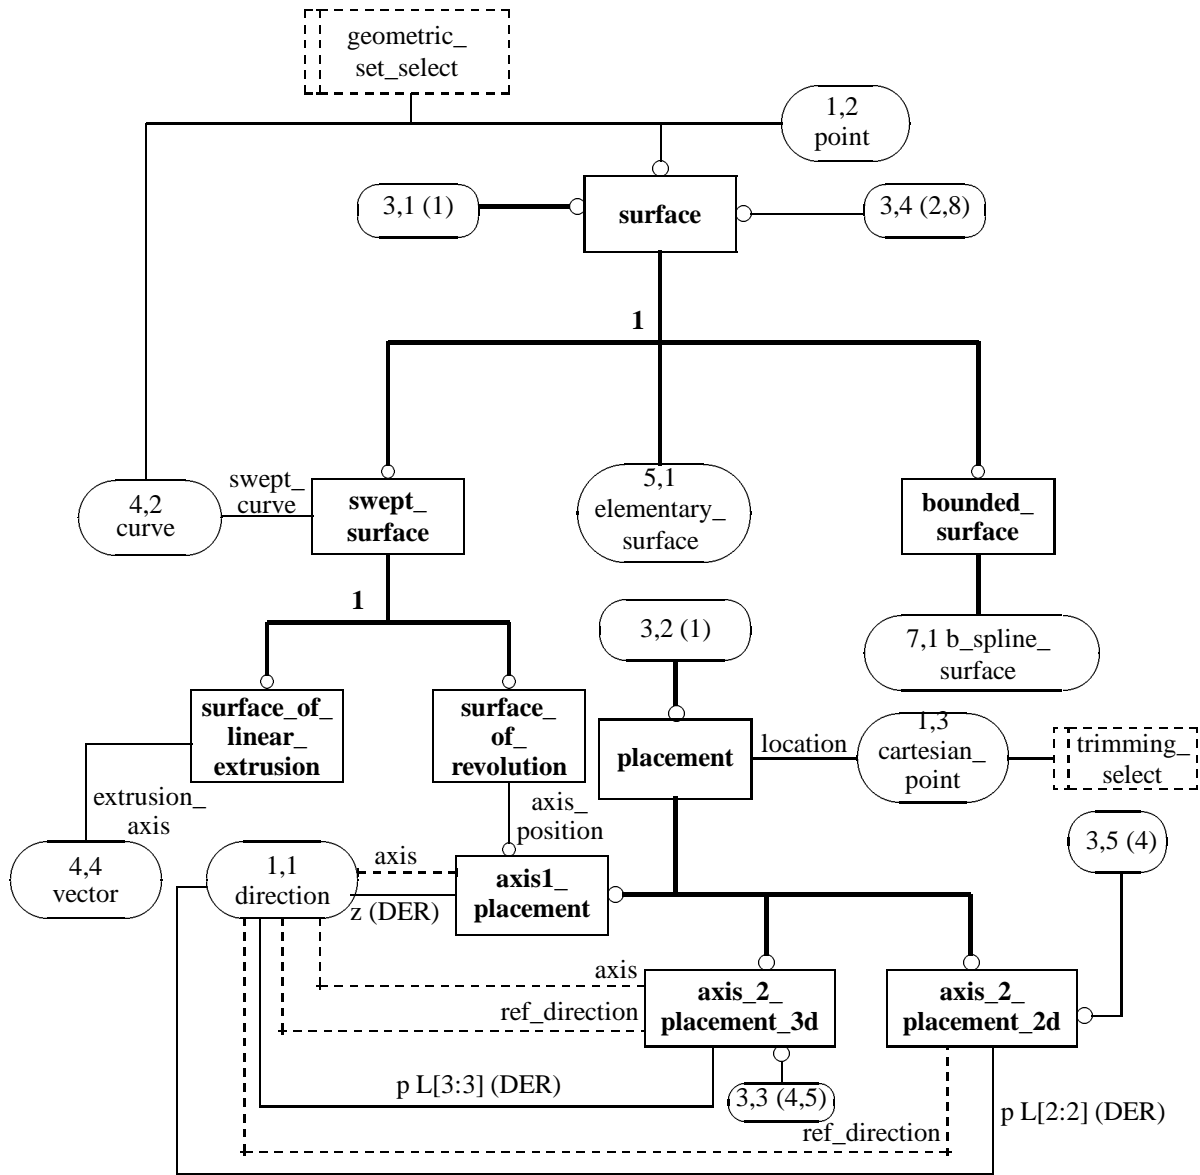 geometric_
set_select
1,2
point
3,1 (1)
surface
3,4 (2,8)
1
swept_
curve
4,2
curve
swept_
surface
5,1
elementary_
surface
bounded_
surface
1
3,2 (1)
7,1 b_spline_
surface
surface_of_
linear_
extrusion
surface_
of_
revolution
placement
location
1,3
cartesian_
point
trimming_
select
extrusion_
axis
axis_
position
3,5 (4)
4,4
vector
1,1
direction
axis
z (DER)
axis1_
placement
axis
ref_direction
axis_2_
placement_3d
axis_2_
placement_2d
p L[3:3] (DER)
3,3 (4,5)
p L[2:2] (DER)
ref_direction